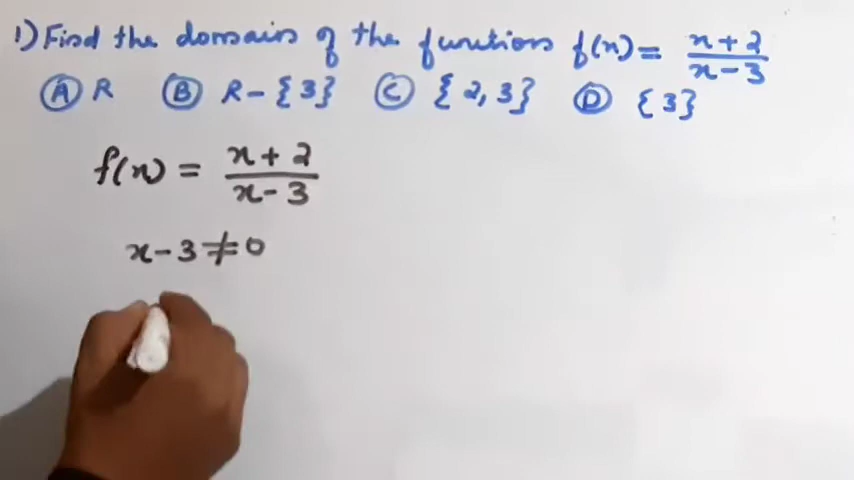 1) Find the domain of the function f(x) = x+2 / x-3
Ⓐ R Ⓑ R - {3} Ⓒ {2, 3} Ⓓ {3}
f(x) = x+2 / x-3
x-3≠0